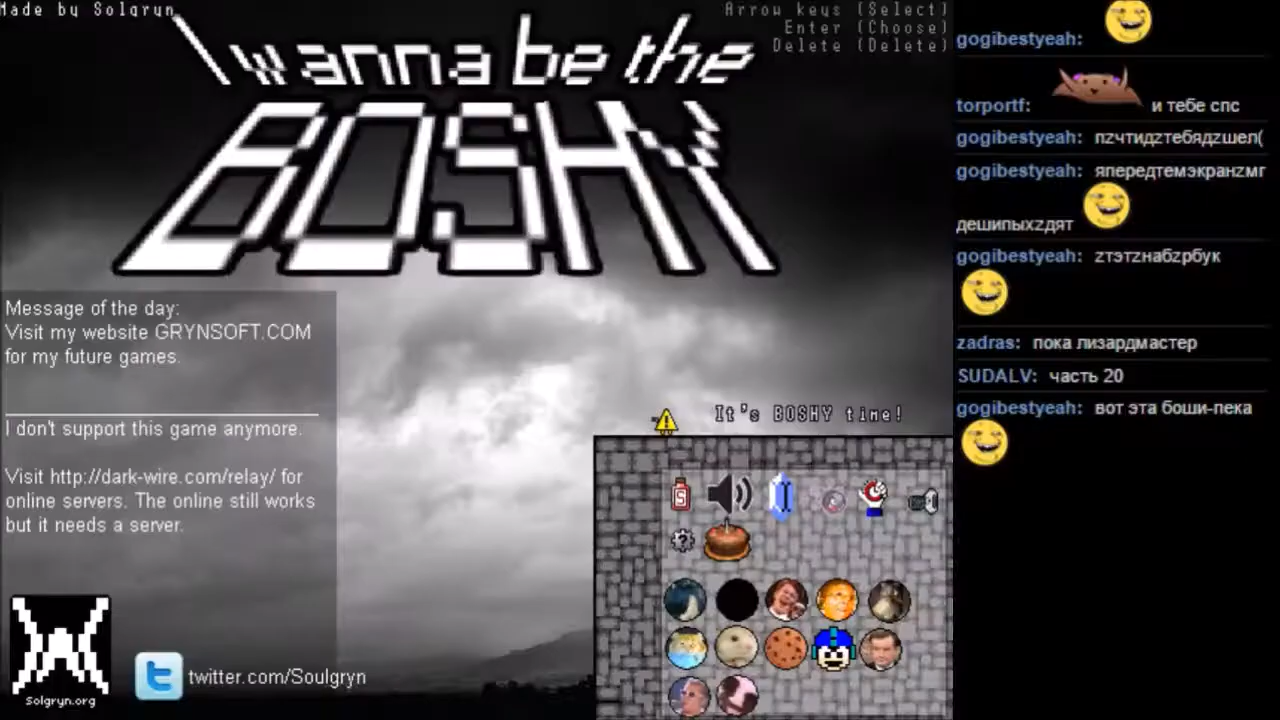 Made by Solgryn
Arrow keys (Select)
Enter (Choose)
Delete (Delete)
I wanna be the
BOSHY
Message of the day:
Visit my website GRYNSOFT.COM
for my future games.
I don't support this game anymore.
Visit http://dark-wire.com/relay/ for
online servers. The online still works
but it needs a server.
It's BOSHY time!
S
?
Solgryn.org
twitter.com/Soulgryn
gogibestyeah:
torportf: и тебе спс
gogibestyeah: пzчтидzтебядzшел(
gogibestyeah: япередтемэкранzмг
дешипыхzдят
gogibestyeah: zтэтzнабzрбук
zadras: пока лизардмастер
SUDALV: часть 20
gogibestyeah: вот эта боши-пека